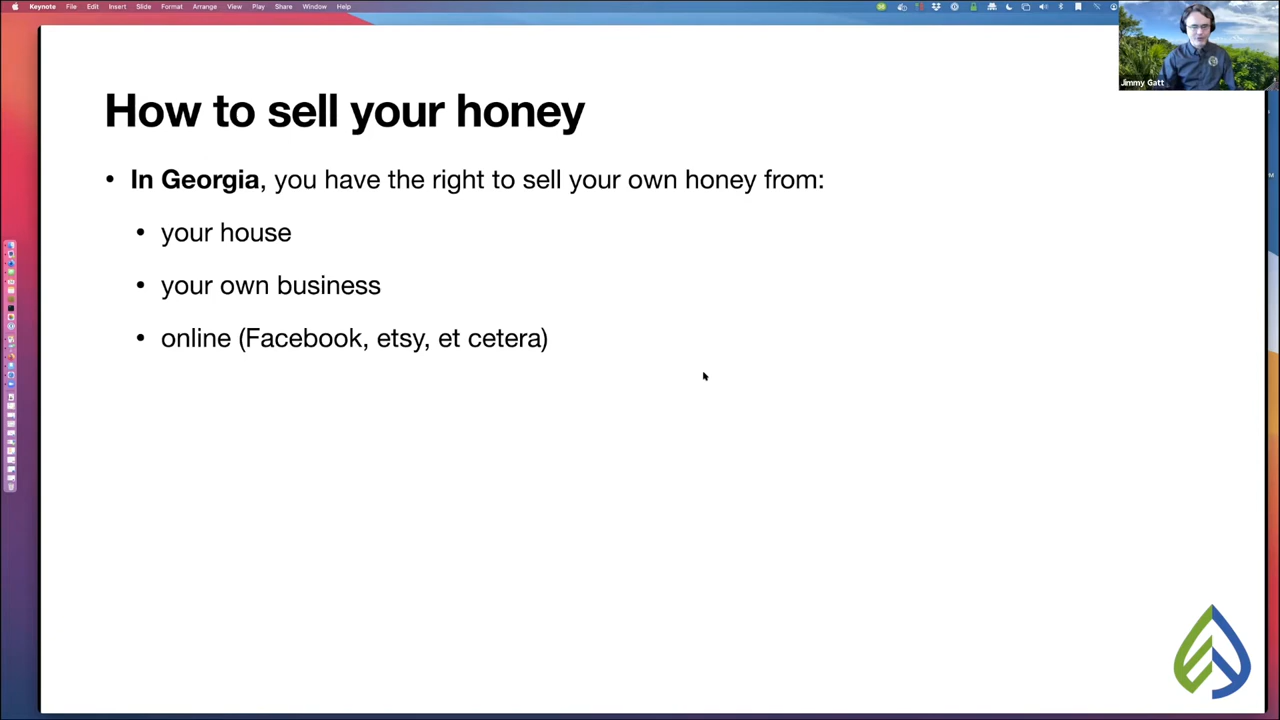 Keynote File Edit Insert Slide Format Arrange View Play Share Window Help
Jimmy Gatt
How to sell your honey
• In Georgia, you have the right to sell your own honey from:
• your house
• your own business
• online (Facebook, etsy, et cetera)